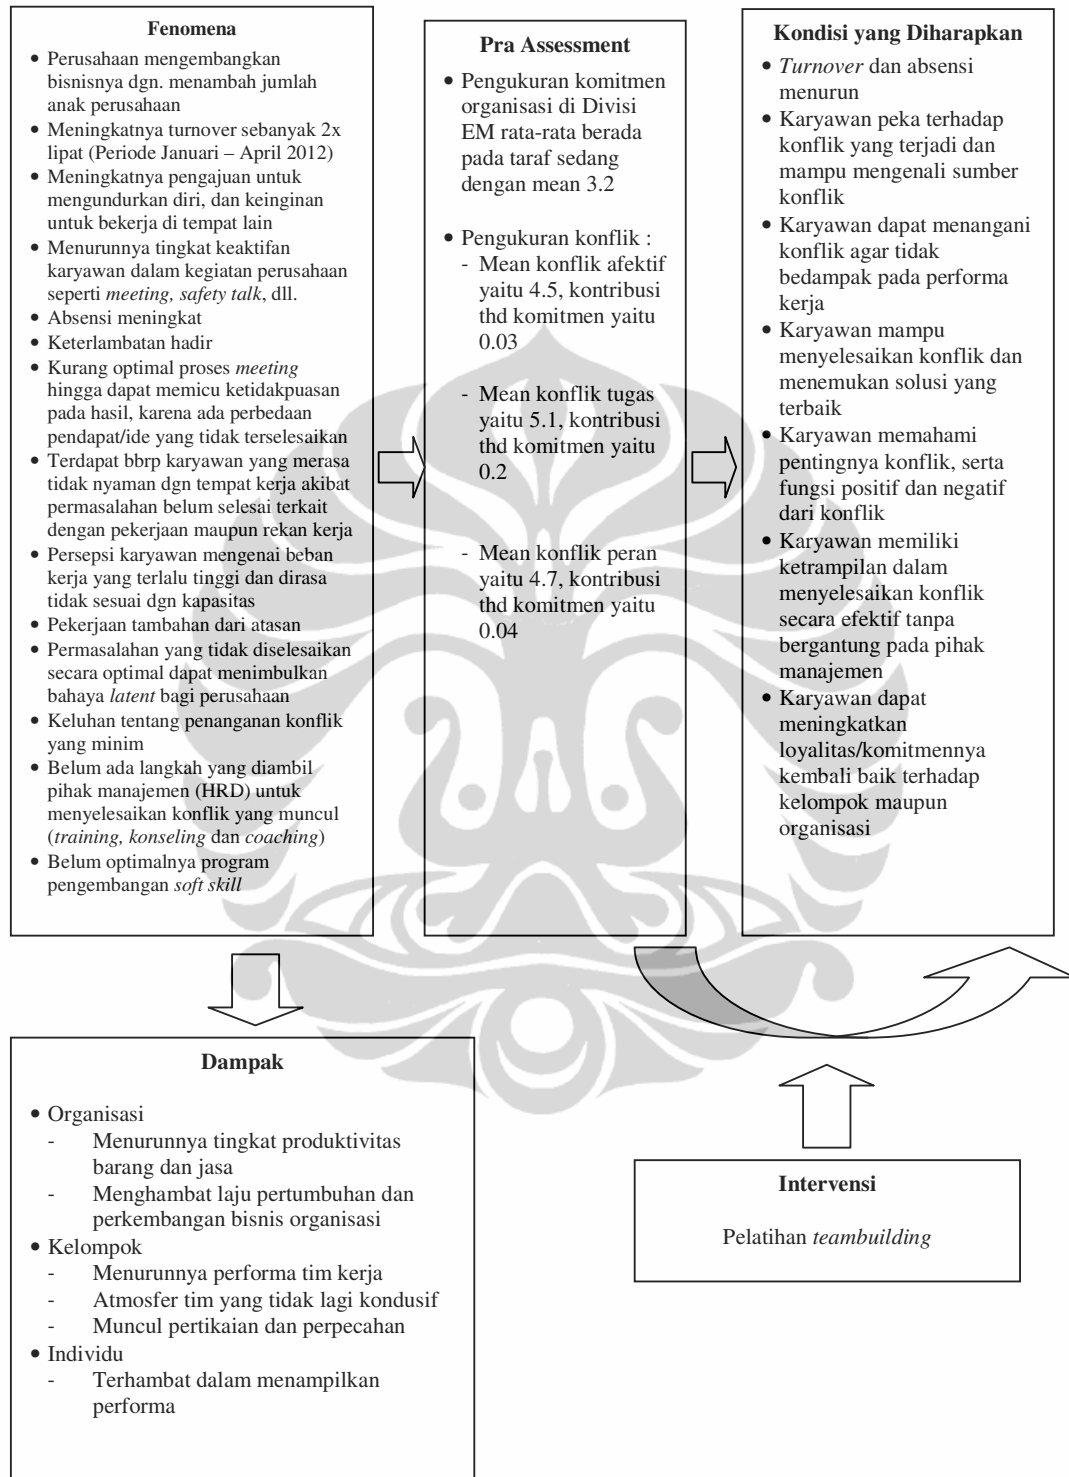 Fenomena
• Perusahaan mengembangkan
bisnisnya dgn. menambah jumlah
anak perusahaan
• Meningkatnya turnover sebanyak 2x
lipat (Periode Januari – April 2012)
• Meningkatnya pengajuan untuk
mengundurkan diri, dan keinginan
untuk bekerja di tempat lain
• Menurunnya tingkat keaktifan
karyawan dalam kegiatan perusahaan
seperti meeting, safety talk, dll.
• Absensi meningkat
• Keterlambatan hadir
• Kurang optimal proses meeting
hingga dapat memicu ketidakpuasan
pada hasil, karena ada perbedaan
pendapat/ide yang tidak terselesaikan
• Terdapat bbrp karyawan yang merasa
tidak nyaman dgn tempat kerja akibat
permasalahan belum selesai terkait
dengan pekerjaan maupun rekan kerja
• Persepsi karyawan mengenai beban
kerja yang terlalu tinggi dan dirasa
tidak sesuai dgn kapasitas
• Pekerjaan tambahan dari atasan
• Permasalahan yang tidak diselesaikan
secara optimal dapat menimbulkan
bahaya latent bagi perusahaan
• Keluhan tentang penanganan konflik
yang minim
• Belum ada langkah yang diambil
pihak manajemen (HRD) untuk
menyelesaikan konflik yang muncul
(training, konseling dan coaching)
• Belum optimalnya program
pengembangan soft skill
Pra Assessment
• Pengukuran komitmen
organisasi di Divisi
EM rata-rata berada
pada taraf sedang
dengan mean 3.2
• Pengukuran konflik :
- Mean konflik afektif
yaitu 4.5, kontribusi
thd komitmen yaitu
0.03
- Mean konflik tugas
yaitu 5.1, kontribusi
thd komitmen yaitu
0.2
- Mean konflik peran
yaitu 4.7, kontribusi
thd komitmen yaitu
0.04
Kondisi yang Diharapkan
• Turnover dan absensi
menurun
• Karyawan peka terhadap
konflik yang terjadi dan
mampu mengenali sumber
konflik
• Karyawan dapat menangani
konflik agar tidak
bedampak pada performa
kerja
• Karyawan mampu
menyelesaikan konflik dan
menemukan solusi yang
terbaik
• Karyawan memahami
pentingnya konflik, serta
fungsi positif dan negatif
dari konflik
• Karyawan memiliki
ketrampilan dalam
menyelesaikan konflik
secara efektif tanpa
bergantung pada pihak
manajemen
• Karyawan dapat
meningkatkan
loyalitas/komitmennya
kembali baik terhadap
kelompok maupun
organisasi
Dampak
• Organisasi
- Menurunnya tingkat produktivitas
barang dan jasa
- Menghambat laju pertumbuhan dan
perkembangan bisnis organisasi
• Kelompok
- Menurunnya performa tim kerja
- Atmosfer tim yang tidak lagi kondusif
- Muncul pertikaian dan perpecahan
• Individu
- Terhambat dalam menampilkan
performa
Intervensi
Pelatihan teambuilding